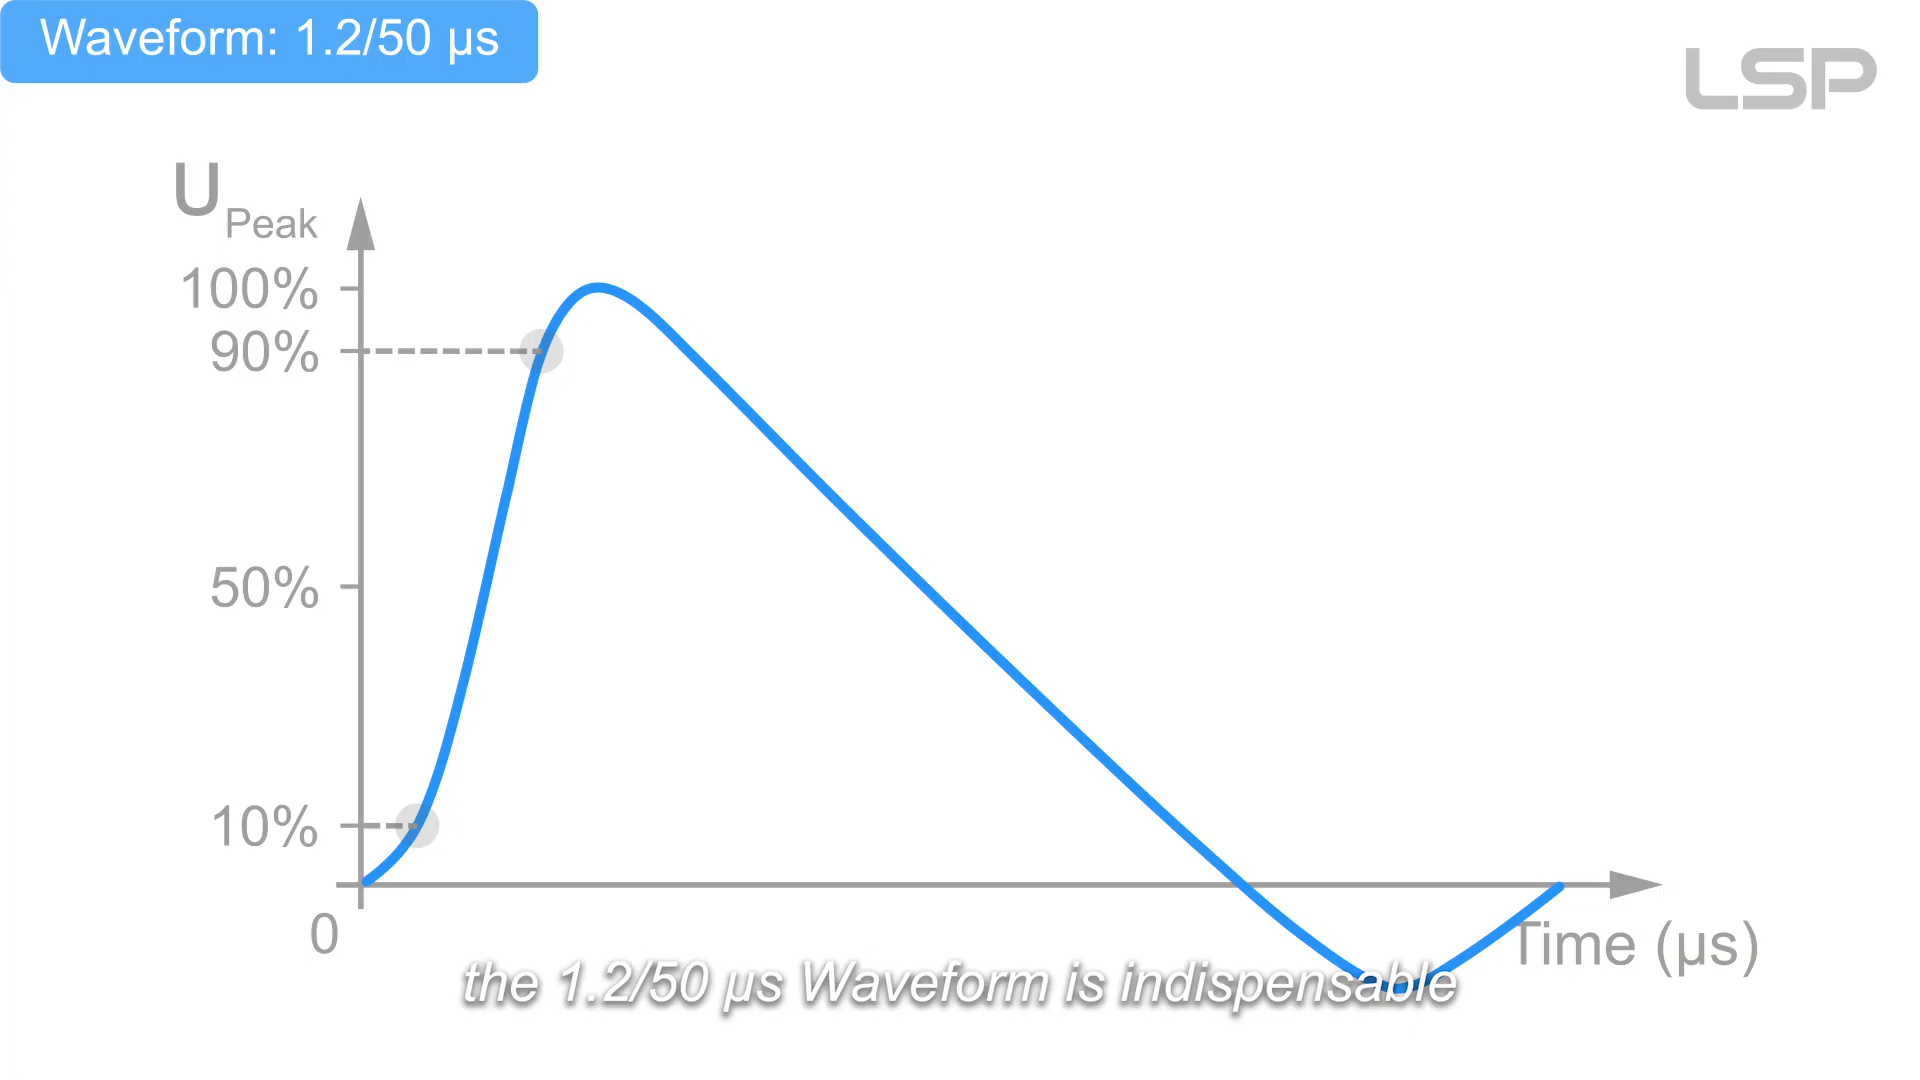 Waveform: 1.2/50 µs
LSP
U Peak
100%
90%
50%
10%
0
Time (µs)
the 1.2/50 µs Waveform is indispensable